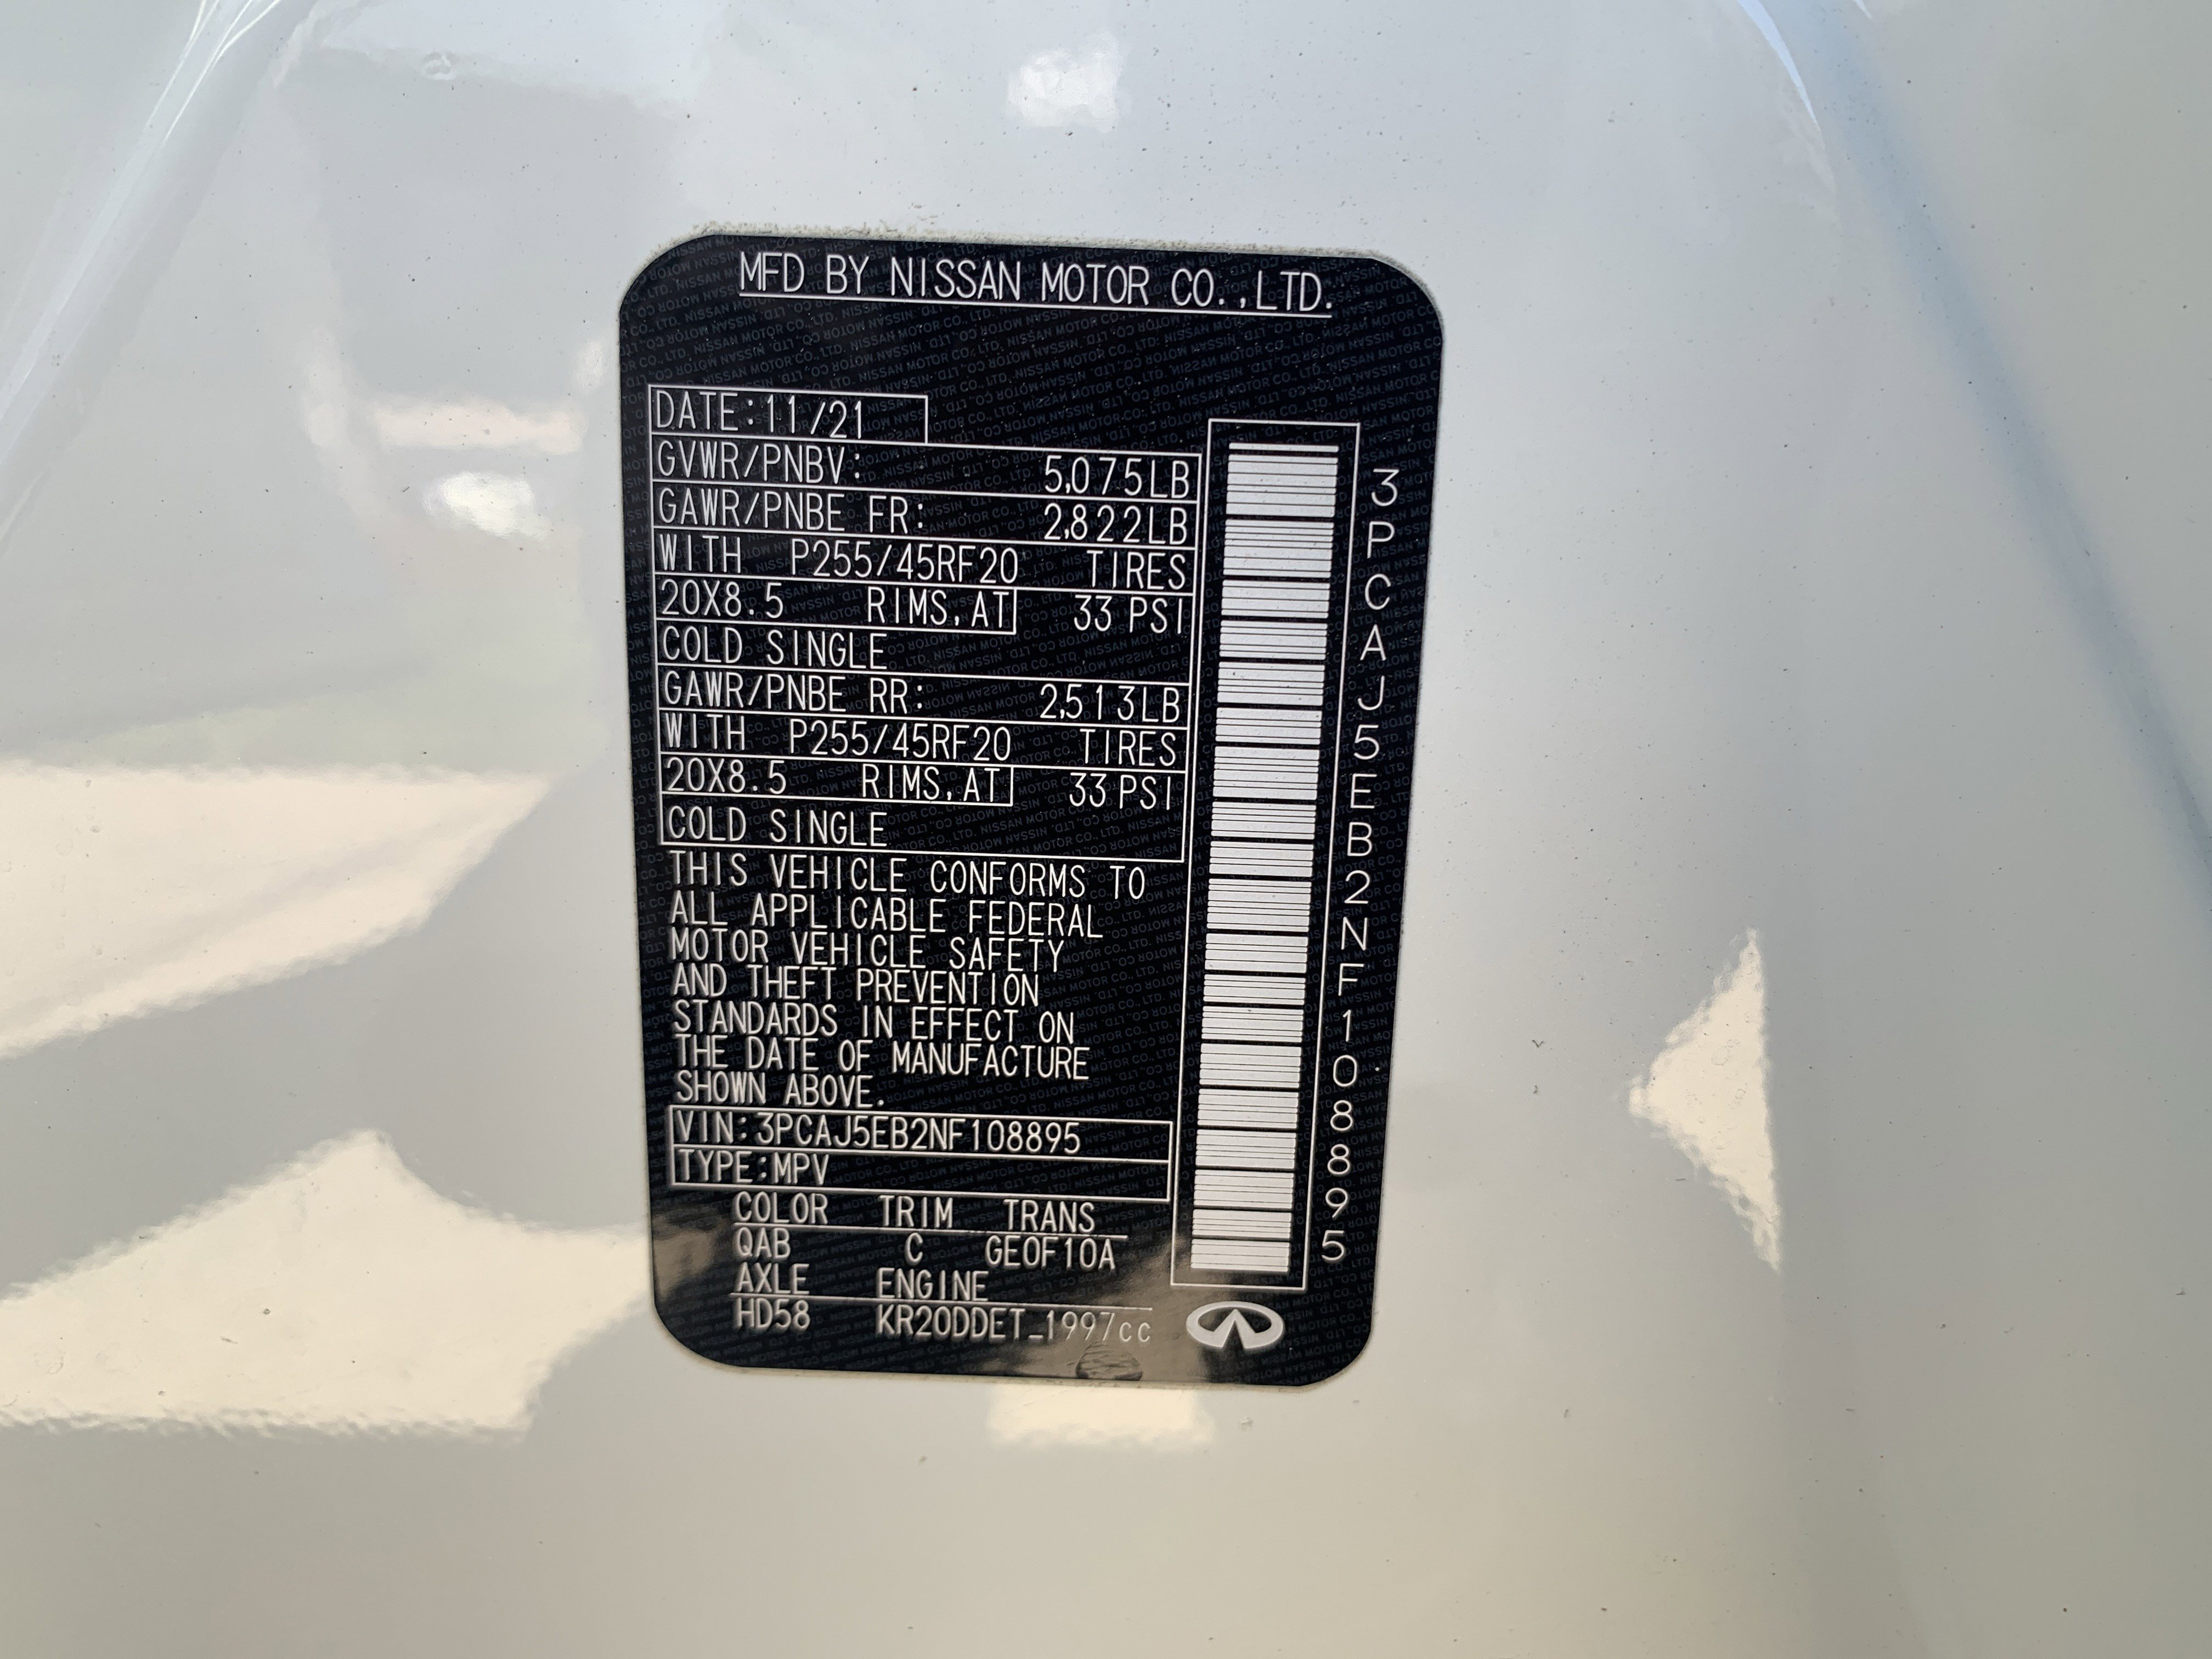 MFD BY NISSAN MOTOR CO.,LTD.
DATE:11/21
GVWR/PNBV: 5,075LB
GAWR/PNBE FR: 2,822LB
WITH P255/45RF20 TIRES
20X8.5 RIMS,AT 33 PSI
COLD SINGLE
GAWR/PNBE RR: 2,513LB
WITH P255/45RF20 TIRES
20X8.5 RIMS,AT 33 PSI
COLD SINGLE
THIS VEHICLE CONFORMS TO
ALL APPLICABLE FEDERAL
MOTOR VEHICLE SAFETY
AND THEFT PREVENTION
STANDARDS IN EFFECT ON
THE DATE OF MANUFACTURE
SHOWN ABOVE.
VIN:3PCAJ5EB2NF108895
TYPE:MPV
COLOR TRIM TRANS
QAB C GE0F10A
AXLE ENGINE
HD58 KR20DDET_1997cc
3PCAJ5EB2NF108895